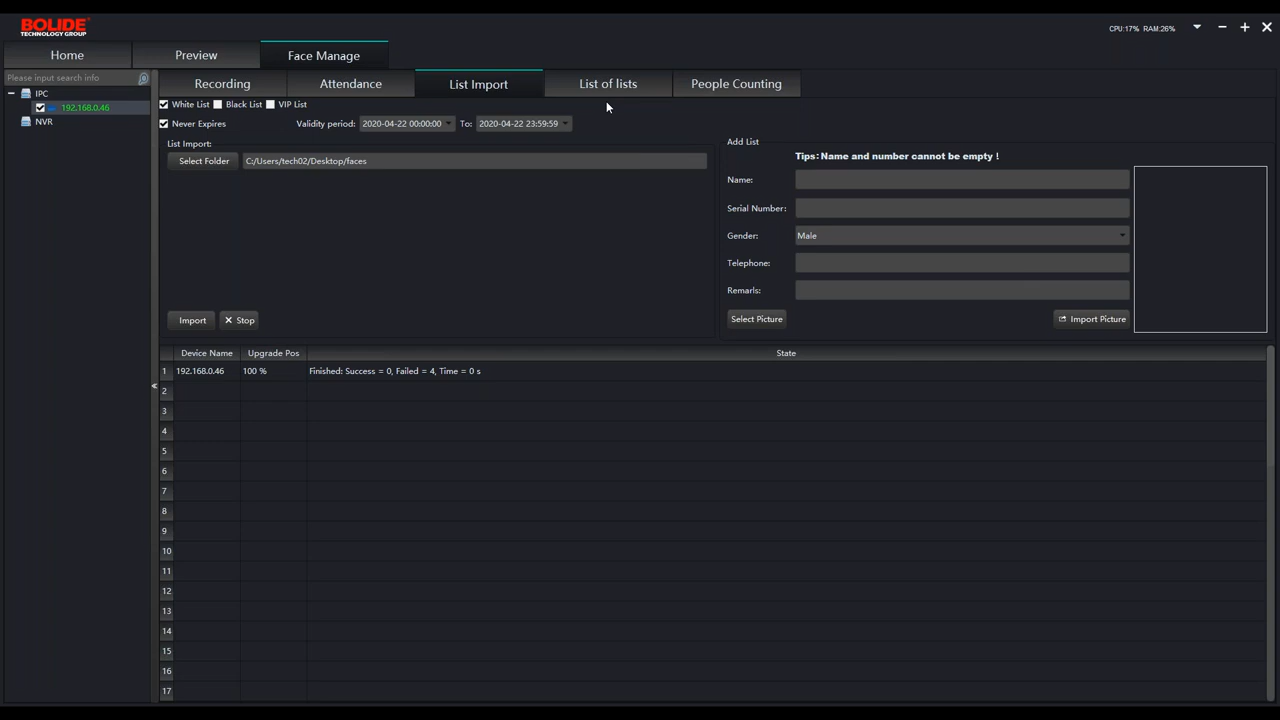 BOLIDE
TECHNOLOGY GROUP
CPU:17% RAM:26%
Home
Preview
Face Manage
Please input search info
IPC
192.168.0.46
NVR
Recording
Attendance
List Import
List of lists
People Counting
White List
Black List
VIP List
Never Expires
Validity period: 2020-04-22 00:00:00 To: 2020-04-22 23:59:59
List Import:
Select Folder C:/Users/tech02/Desktop/faces
Import
Stop
Add List
Tips:Name and number cannot be empty !
Name:
Serial Number:
Gender: Male
Telephone:
Remarls:
Select Picture
Import Picture
Device Name Upgrade Pos State
1 192.168.0.46 100 % Finished: Success = 0, Failed = 4, Time = 0 s
2
3
4
5
6
7
8
9
10
11
12
13
14
15
16
17